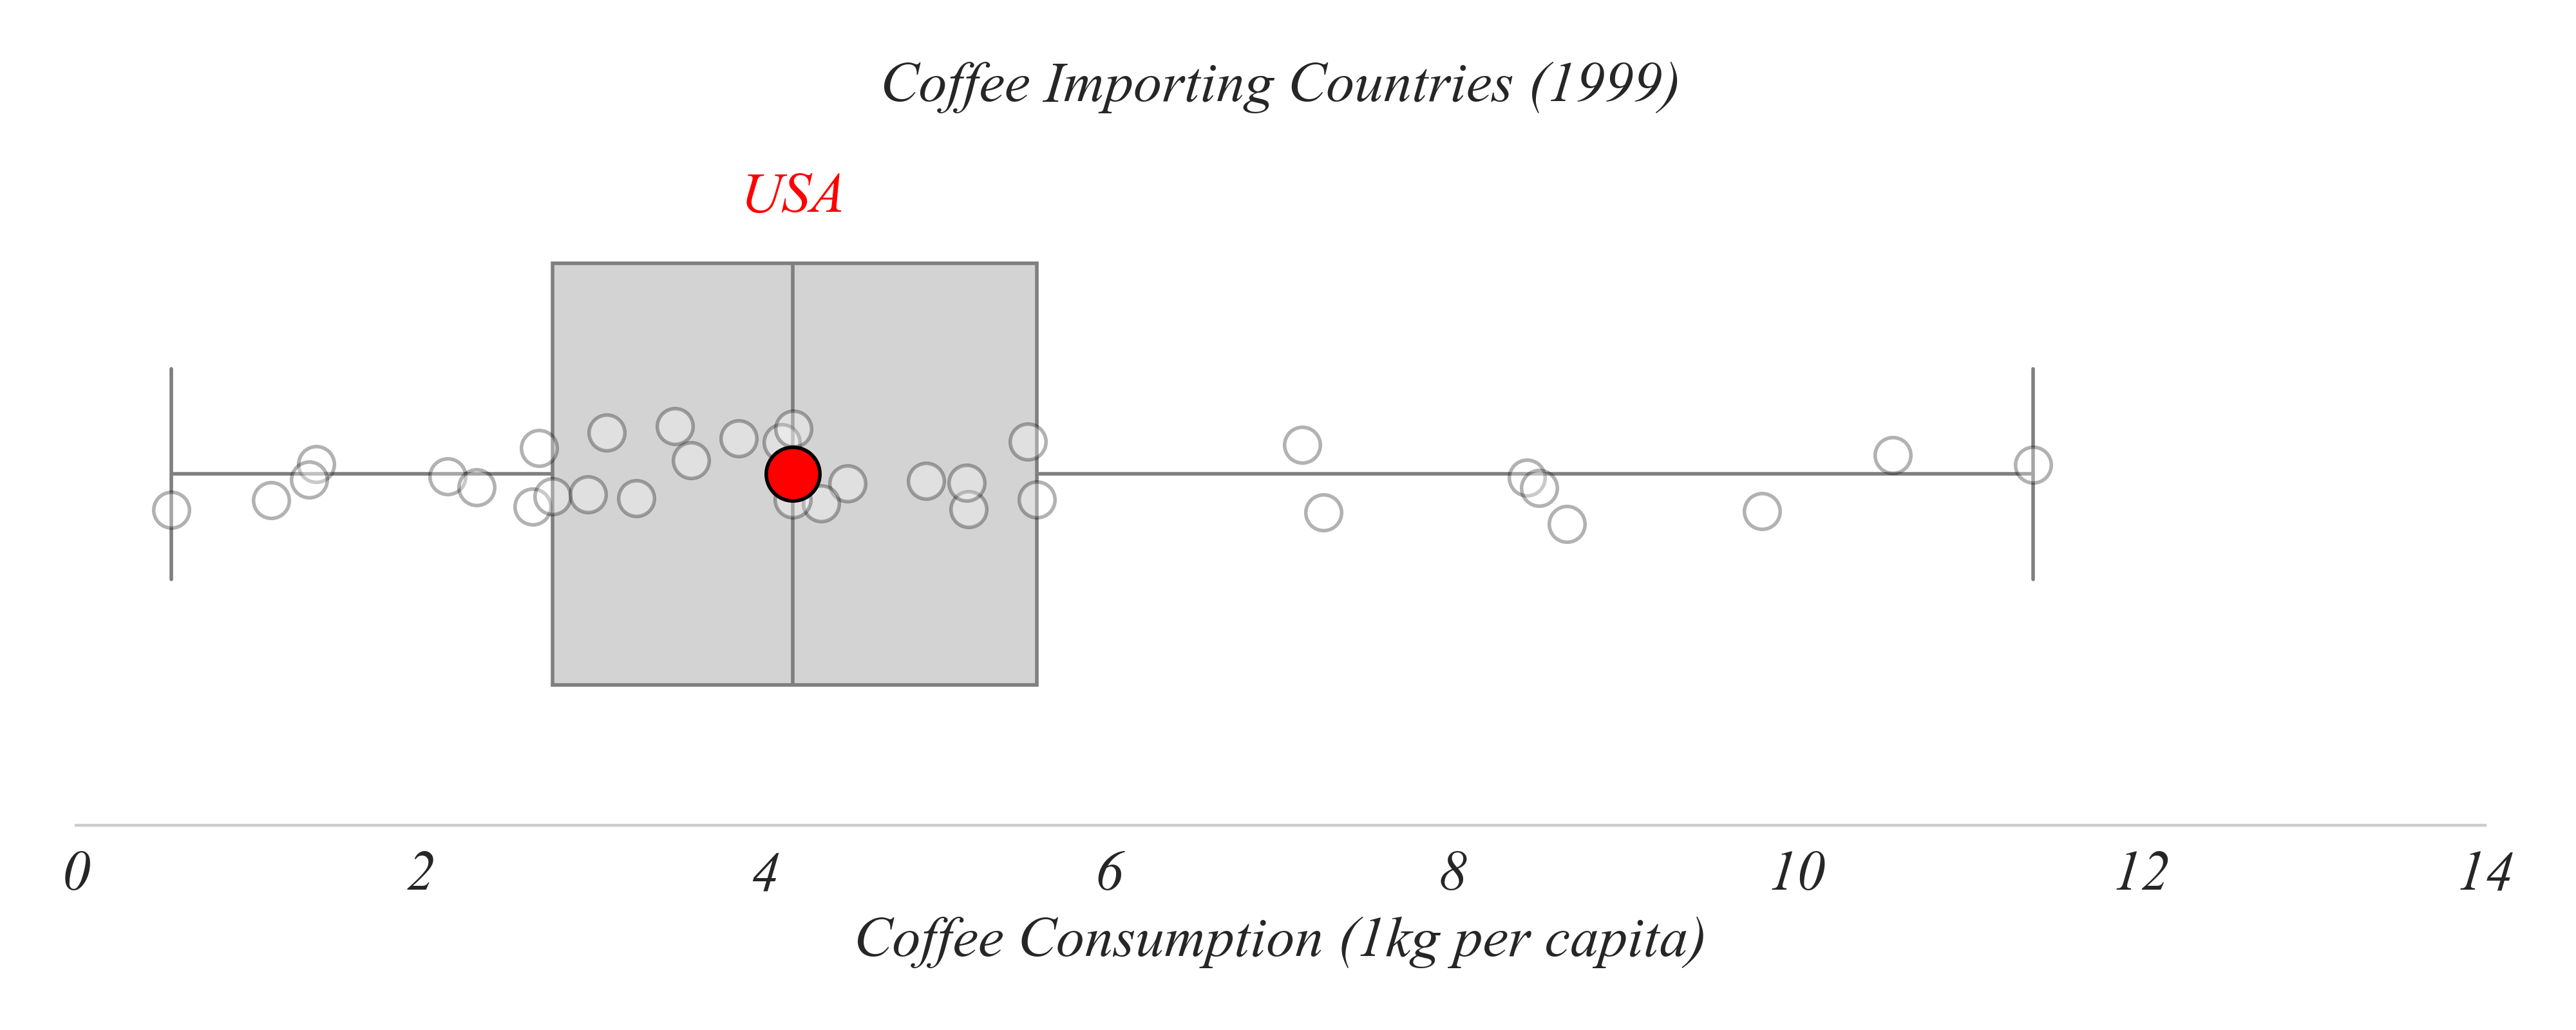 Coffee Importing Countries (1999)
USA
0 2 4 6 8 10 12 14
Coffee Consumption (1kg per capita)